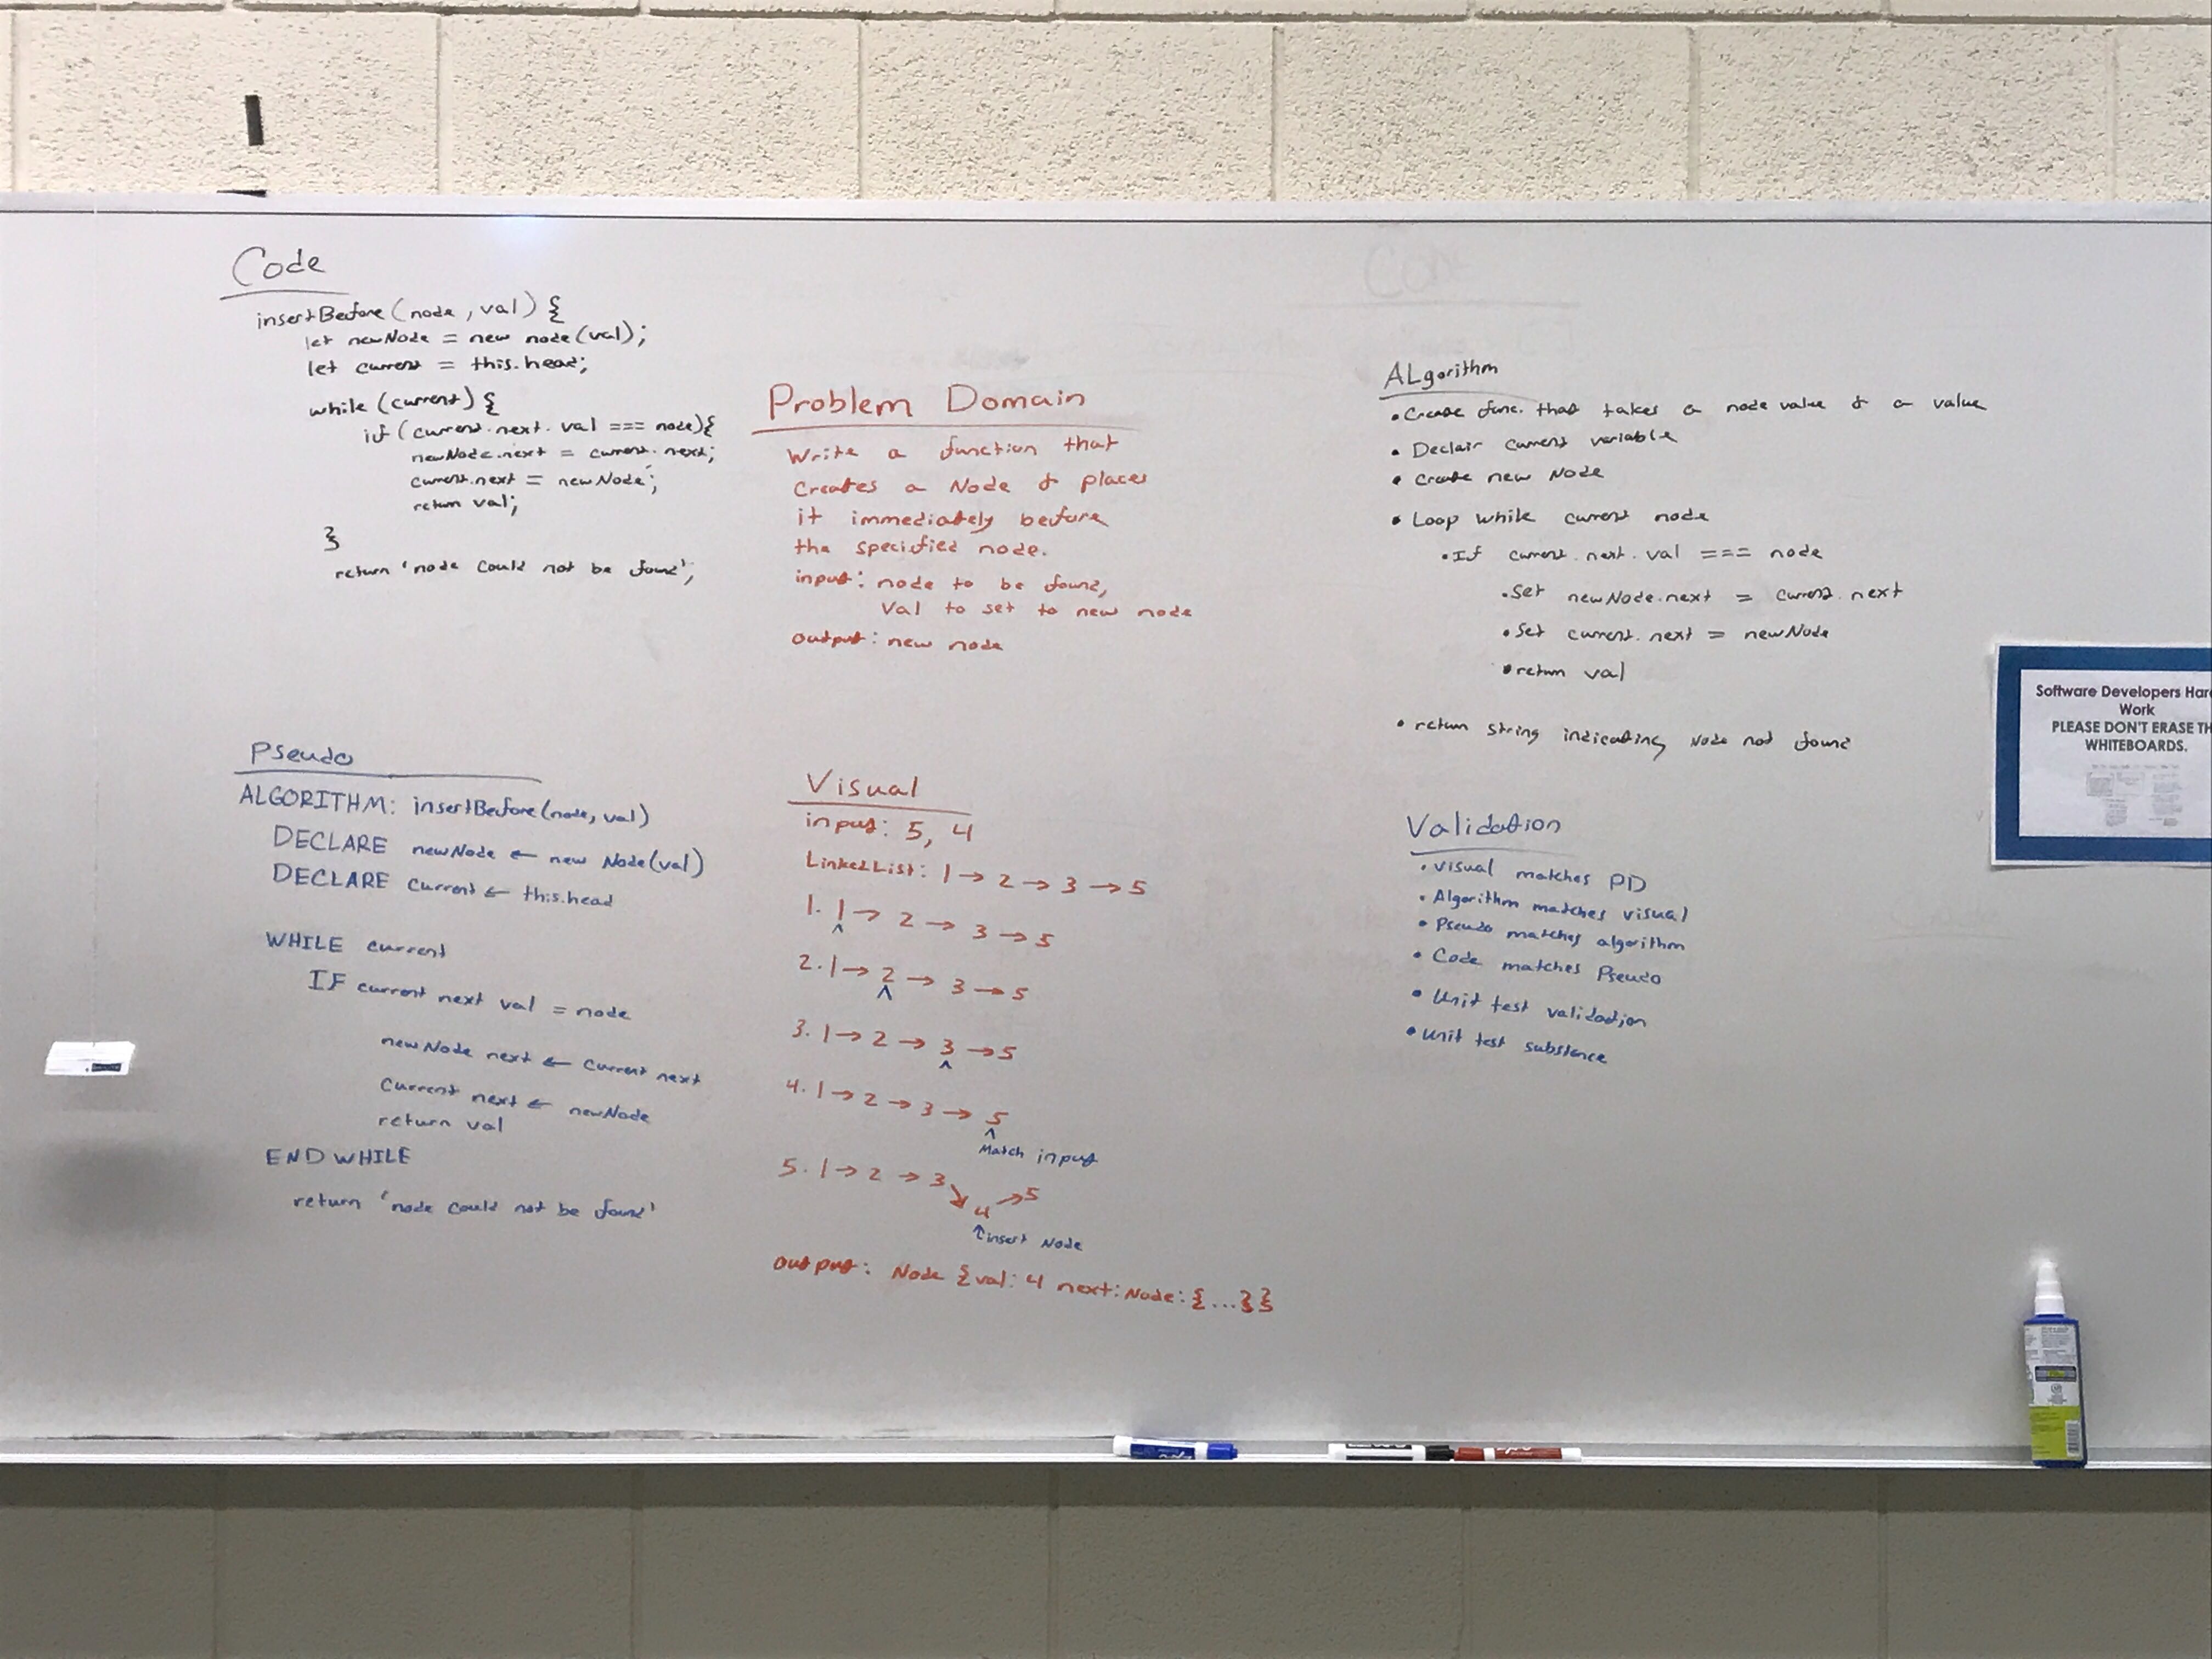 Code
insertBefore(node, val) {
let newNode = new node(val);
let current = this.head;
while (current) {
if (current.next.val === node){
newNode.next = current.next;
current.next = newNode;
return val;
}
return 'node could not be found';
Problem Domain
Write a function that
creates a Node & places
it immediately before
the specified node.
input: node to be found,
Val to set to new node
output: new node
ALgorithm
• Create func. that takes a node value & a value
• Declair current variable
• Create new Node
• Loop while current node
• If current.next.val === node
• Set newNode.next = current.next
• Set current.next = newNode
• return val
• return string indicating Node not found
Pseudo
ALGORITHM: insertBefore(node, val)
DECLARE newNode ← new Node(val)
DECLARE current ← this.head
WHILE current
IF current next val = node
newNode next ← Current next
Current next ← newNode
return val
END WHILE
return 'node could not be found'
Visual
input: 5, 4
LinkedList: 1 → 2 → 3 → 5
1. 1 → 2 → 3 → 5
^
2. 1 → 2 → 3 → 5
^
3. 1 → 2 → 3 → 5
^
4. 1 → 2 → 3 → 5
^
Match input
5. 1 → 2 → 3 ↘ 4 → 5
↑ insert Node
output: Node {val: 4 next: Node: {...}}
Validation
• Visual matches PD
• Algorithm matches visual
• Pseudo matches algorithm
• Code matches Pseudo
• Unit test validation
• Unit test substance
Software Developers Har
Work
PLEASE DON'T ERASE TH
WHITEBOARDS.